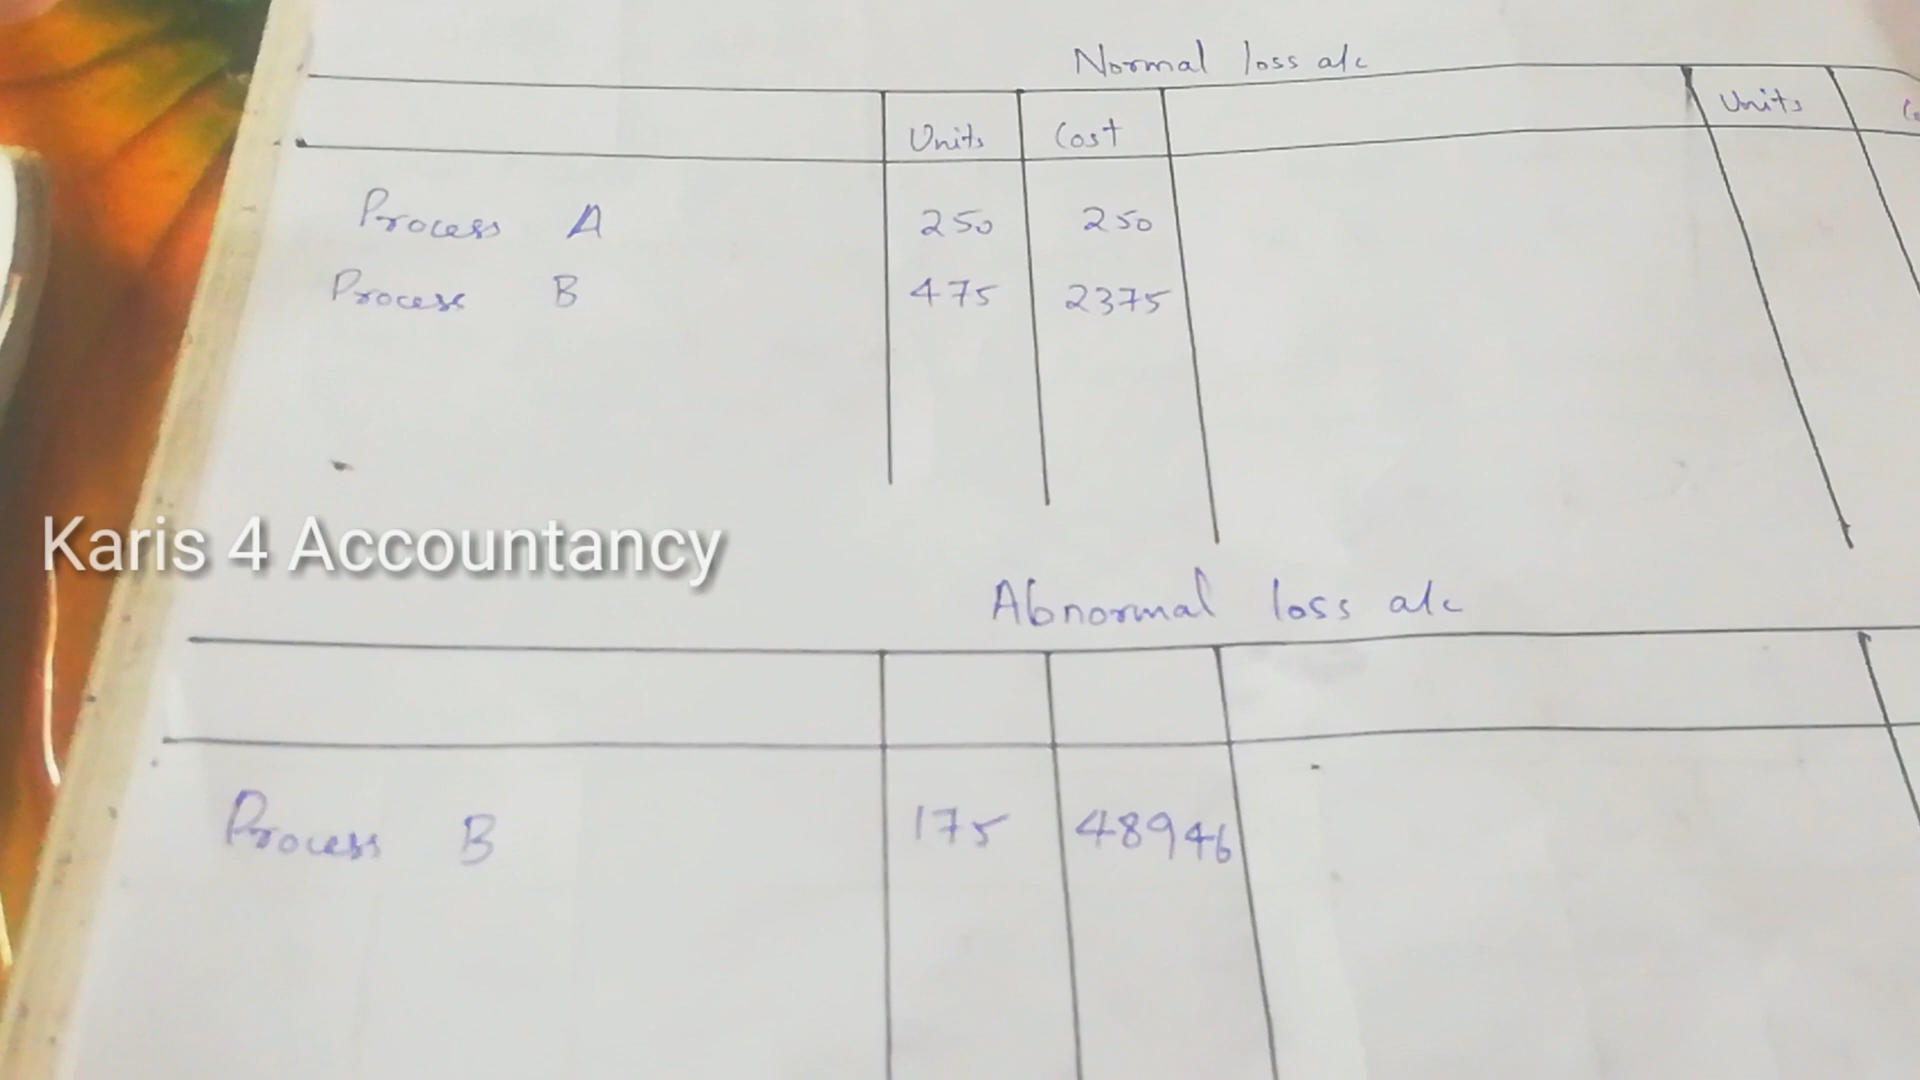 Normal loss a/c
Units Cost Units
Process A 250 250
Process B 475 2375
Karis 4 Accountancy
Abnormal loss a/c
Process B 175 48946